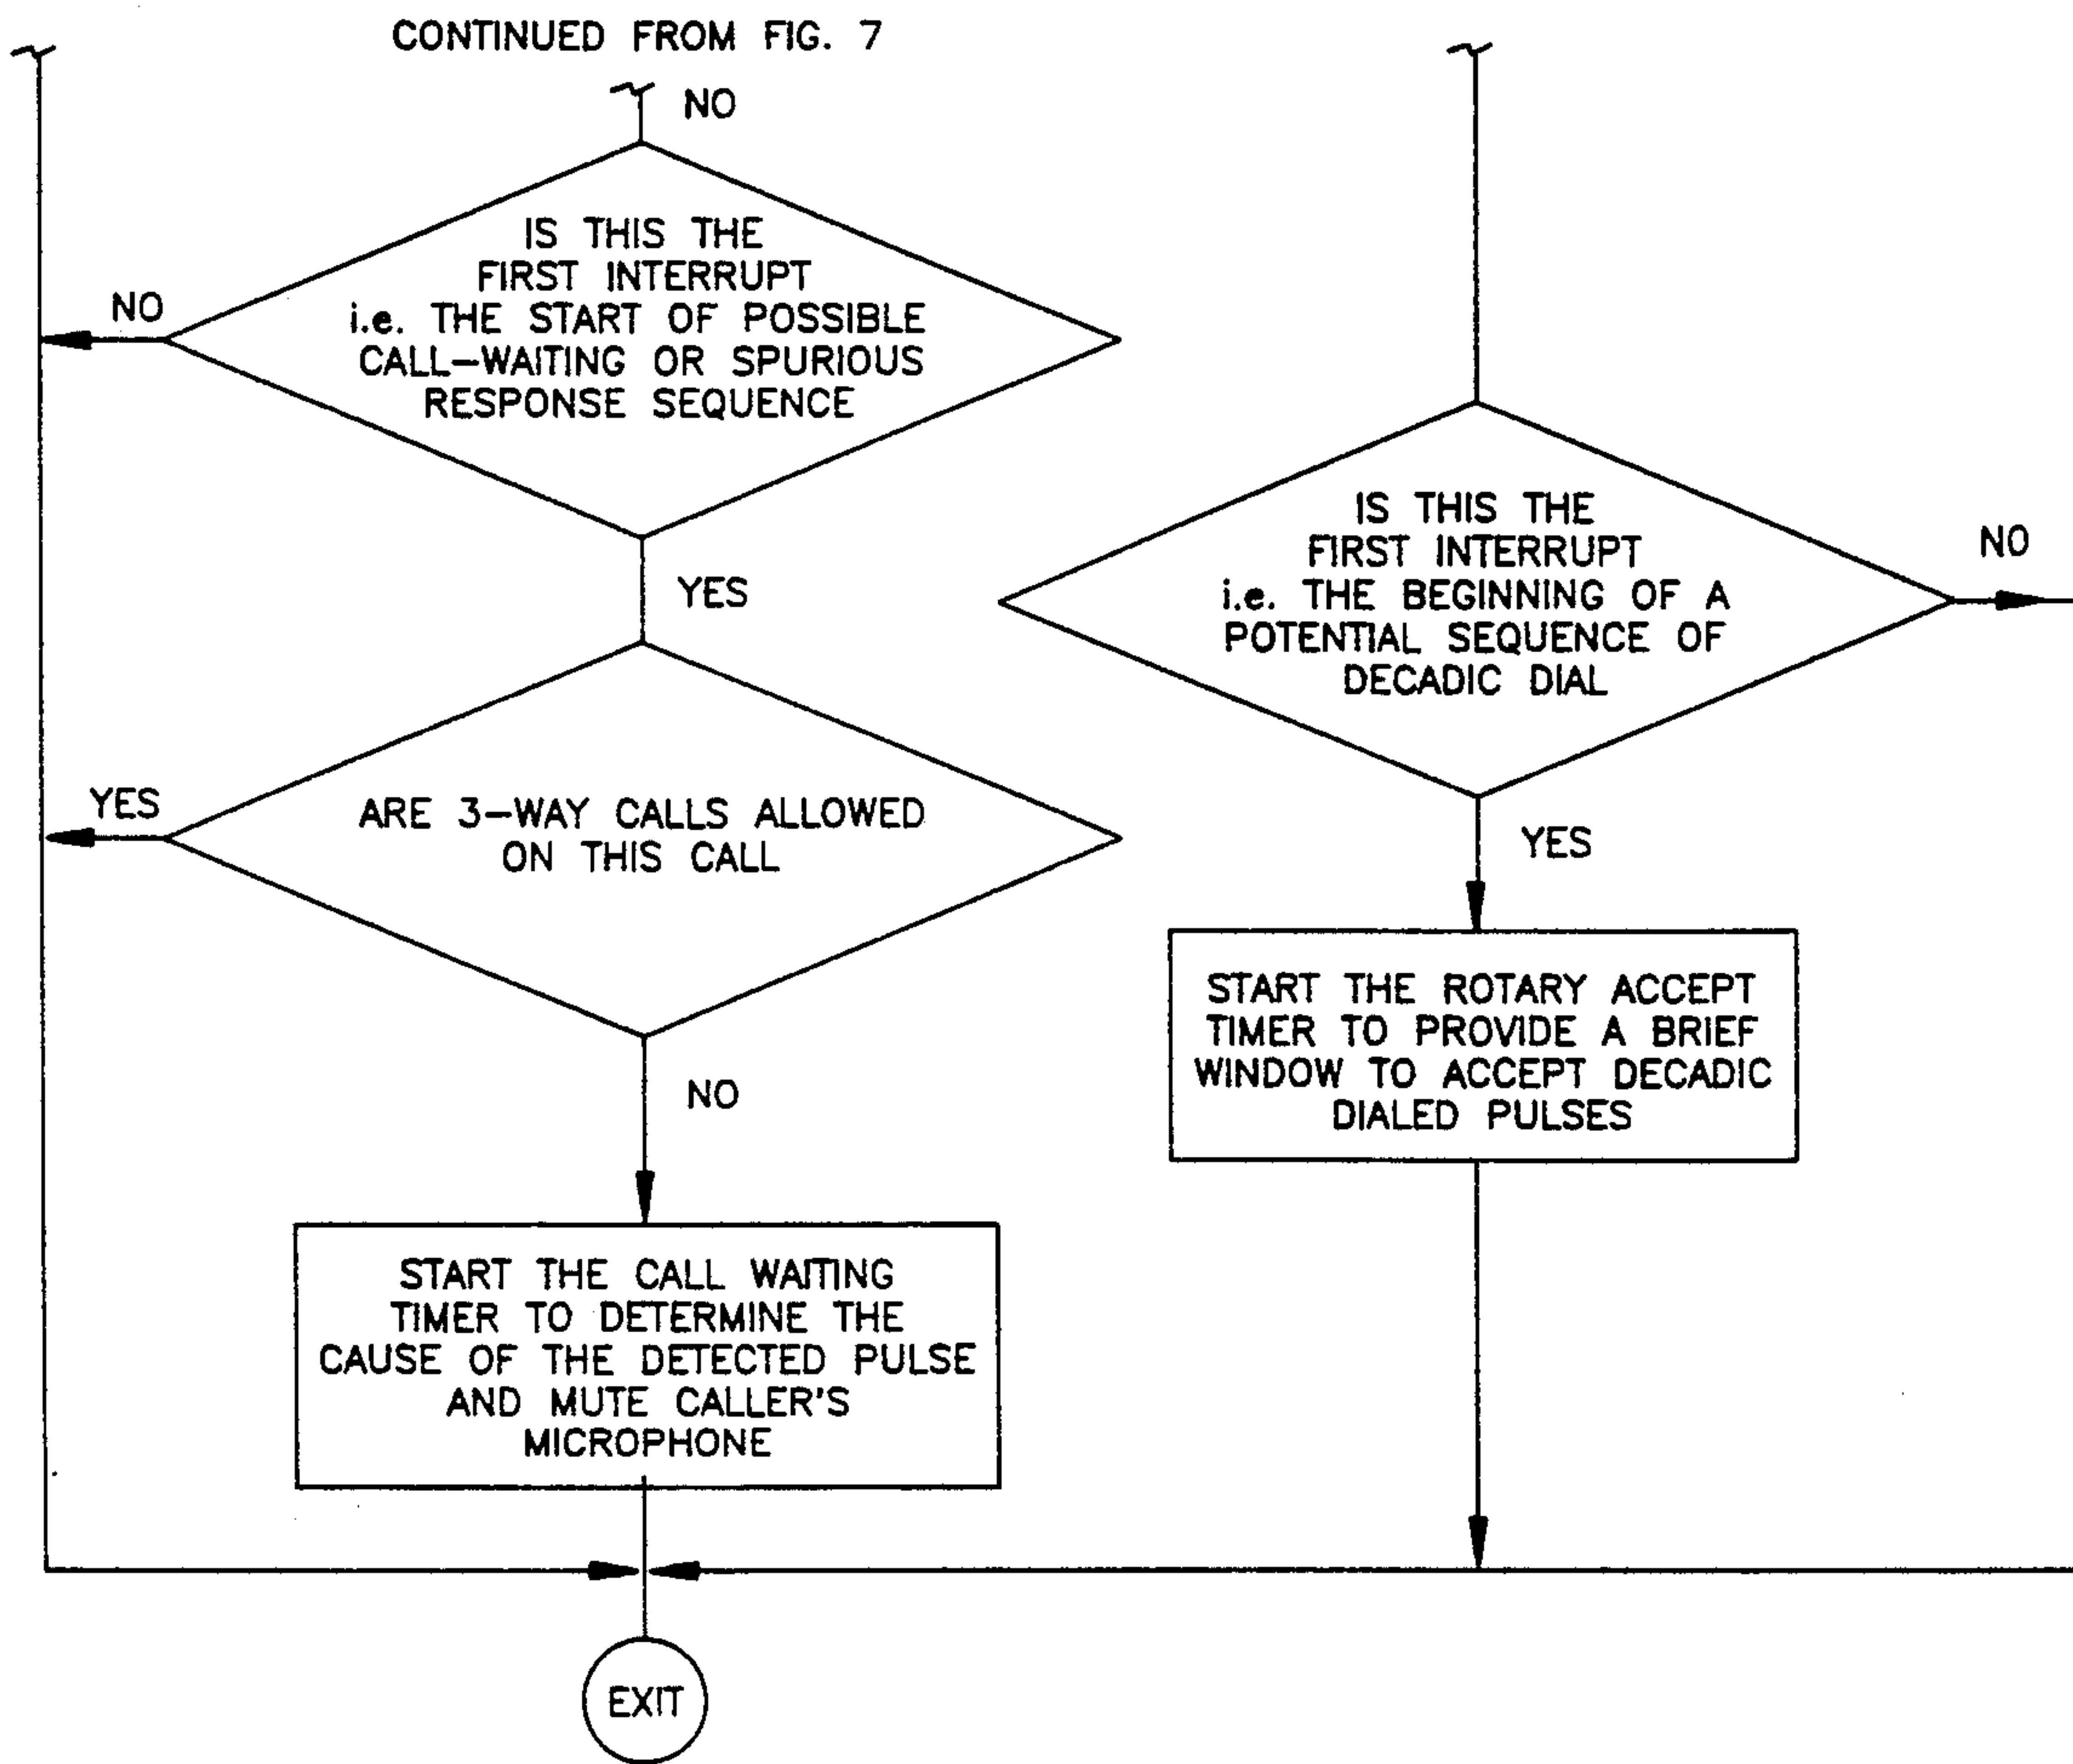 CONTINUED FROM FIG. 7
NO
IS THIS THE
FIRST INTERRUPT
i.e. THE START OF POSSIBLE
CALL-WAITING OR SPURIOUS
RESPONSE SEQUENCE
NO
YES
ARE 3-WAY CALLS ALLOWED
ON THIS CALL
YES
NO
START THE CALL WAITING
TIMER TO DETERMINE THE
CAUSE OF THE DETECTED PULSE
AND MUTE CALLER'S
MICROPHONE
IS THIS THE
FIRST INTERRUPT
i.e. THE BEGINNING OF A
POTENTIAL SEQUENCE OF
DECADIC DIAL
NO
YES
START THE ROTARY ACCEPT
TIMER TO PROVIDE A BRIEF
WINDOW TO ACCEPT DECADIC
DIALED PULSES
EXIT